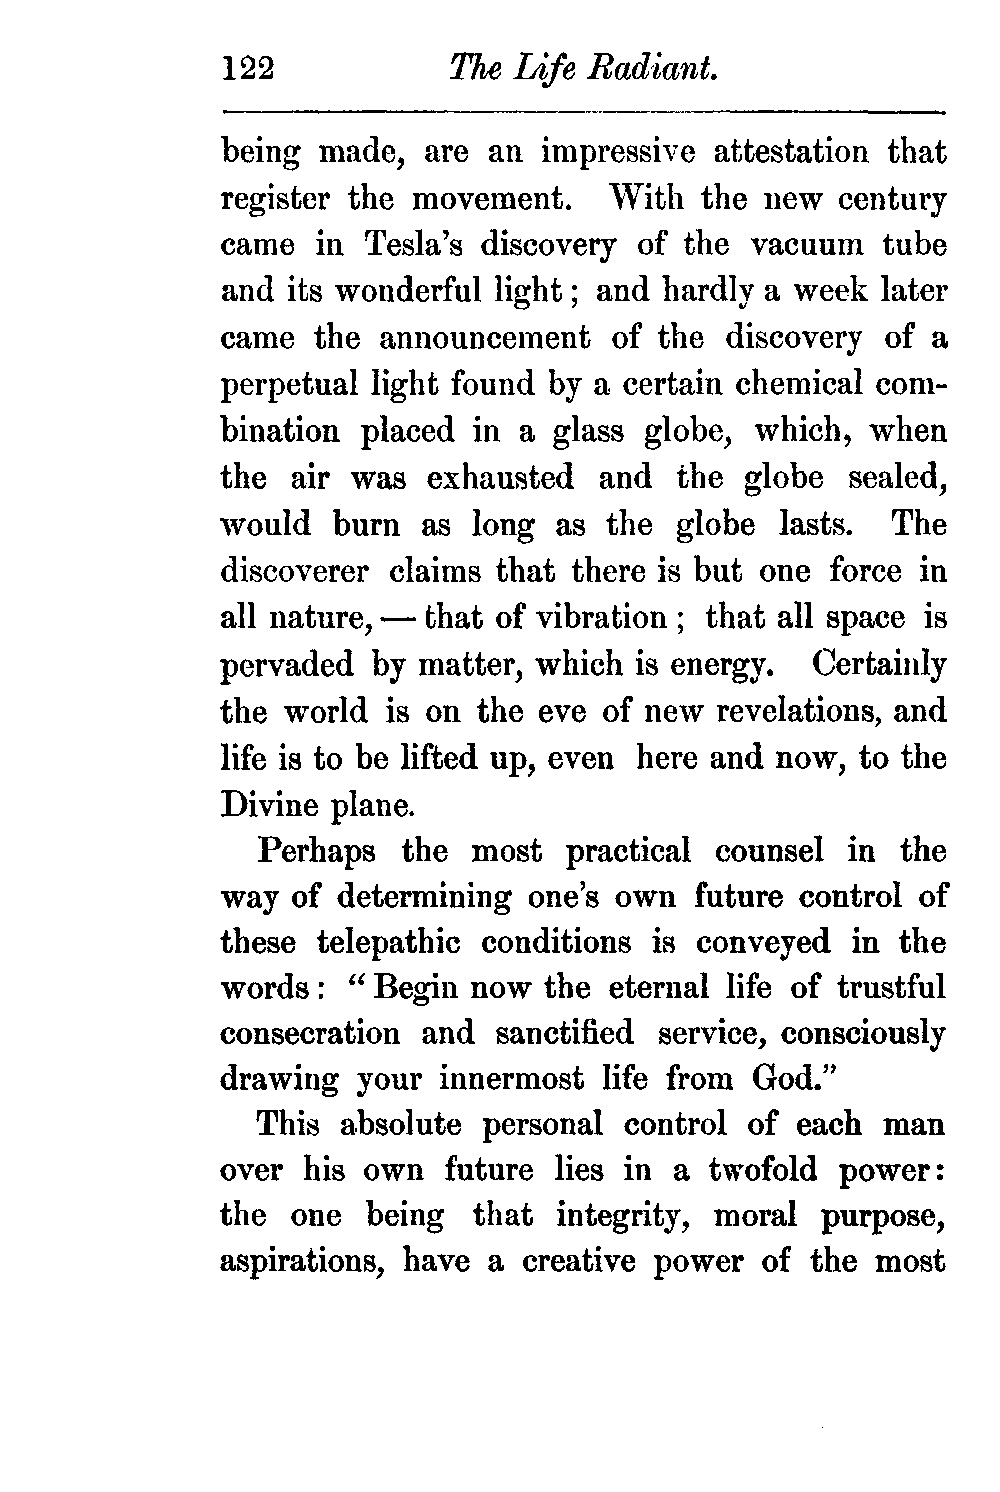 122 The Life Radiant.
being made, are an impressive attestation that
register the movement. With the new century
came in Tesla's discovery of the vacuum tube
and its wonderful light ; and hardly a week later
came the announcement of the discovery of a
perpetual light found by a certain chemical com-
bination placed in a glass globe, which, when
the air was exhausted and the globe sealed,
would burn as long as the globe lasts. The
discoverer claims that there is but one force in
all nature, — that of vibration ; that all space is
pervaded by matter, which is energy. Certainly
the world is on the eve of new revelations, and
life is to be lifted up, even here and now, to the
Divine plane.
Perhaps the most practical counsel in the
way of determining one's own future control of
these telepathic conditions is conveyed in the
words : " Begin now the eternal life of trustful
consecration and sanctified service, consciously
drawing your innermost life from God."
This absolute personal control of each man
over his own future lies in a twofold power:
the one being that integrity, moral purpose,
aspirations, have a creative power of the most